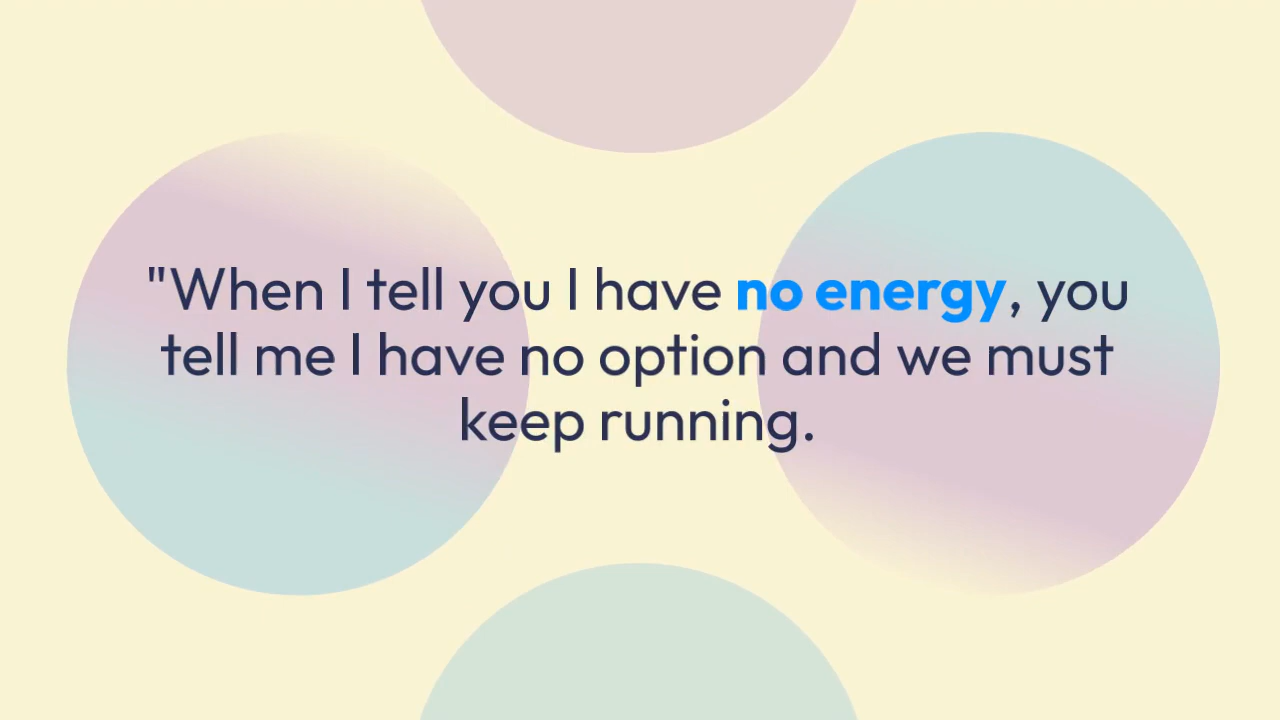 "When I tell you I have no energy, you
tell me I have no option and we must
keep running.